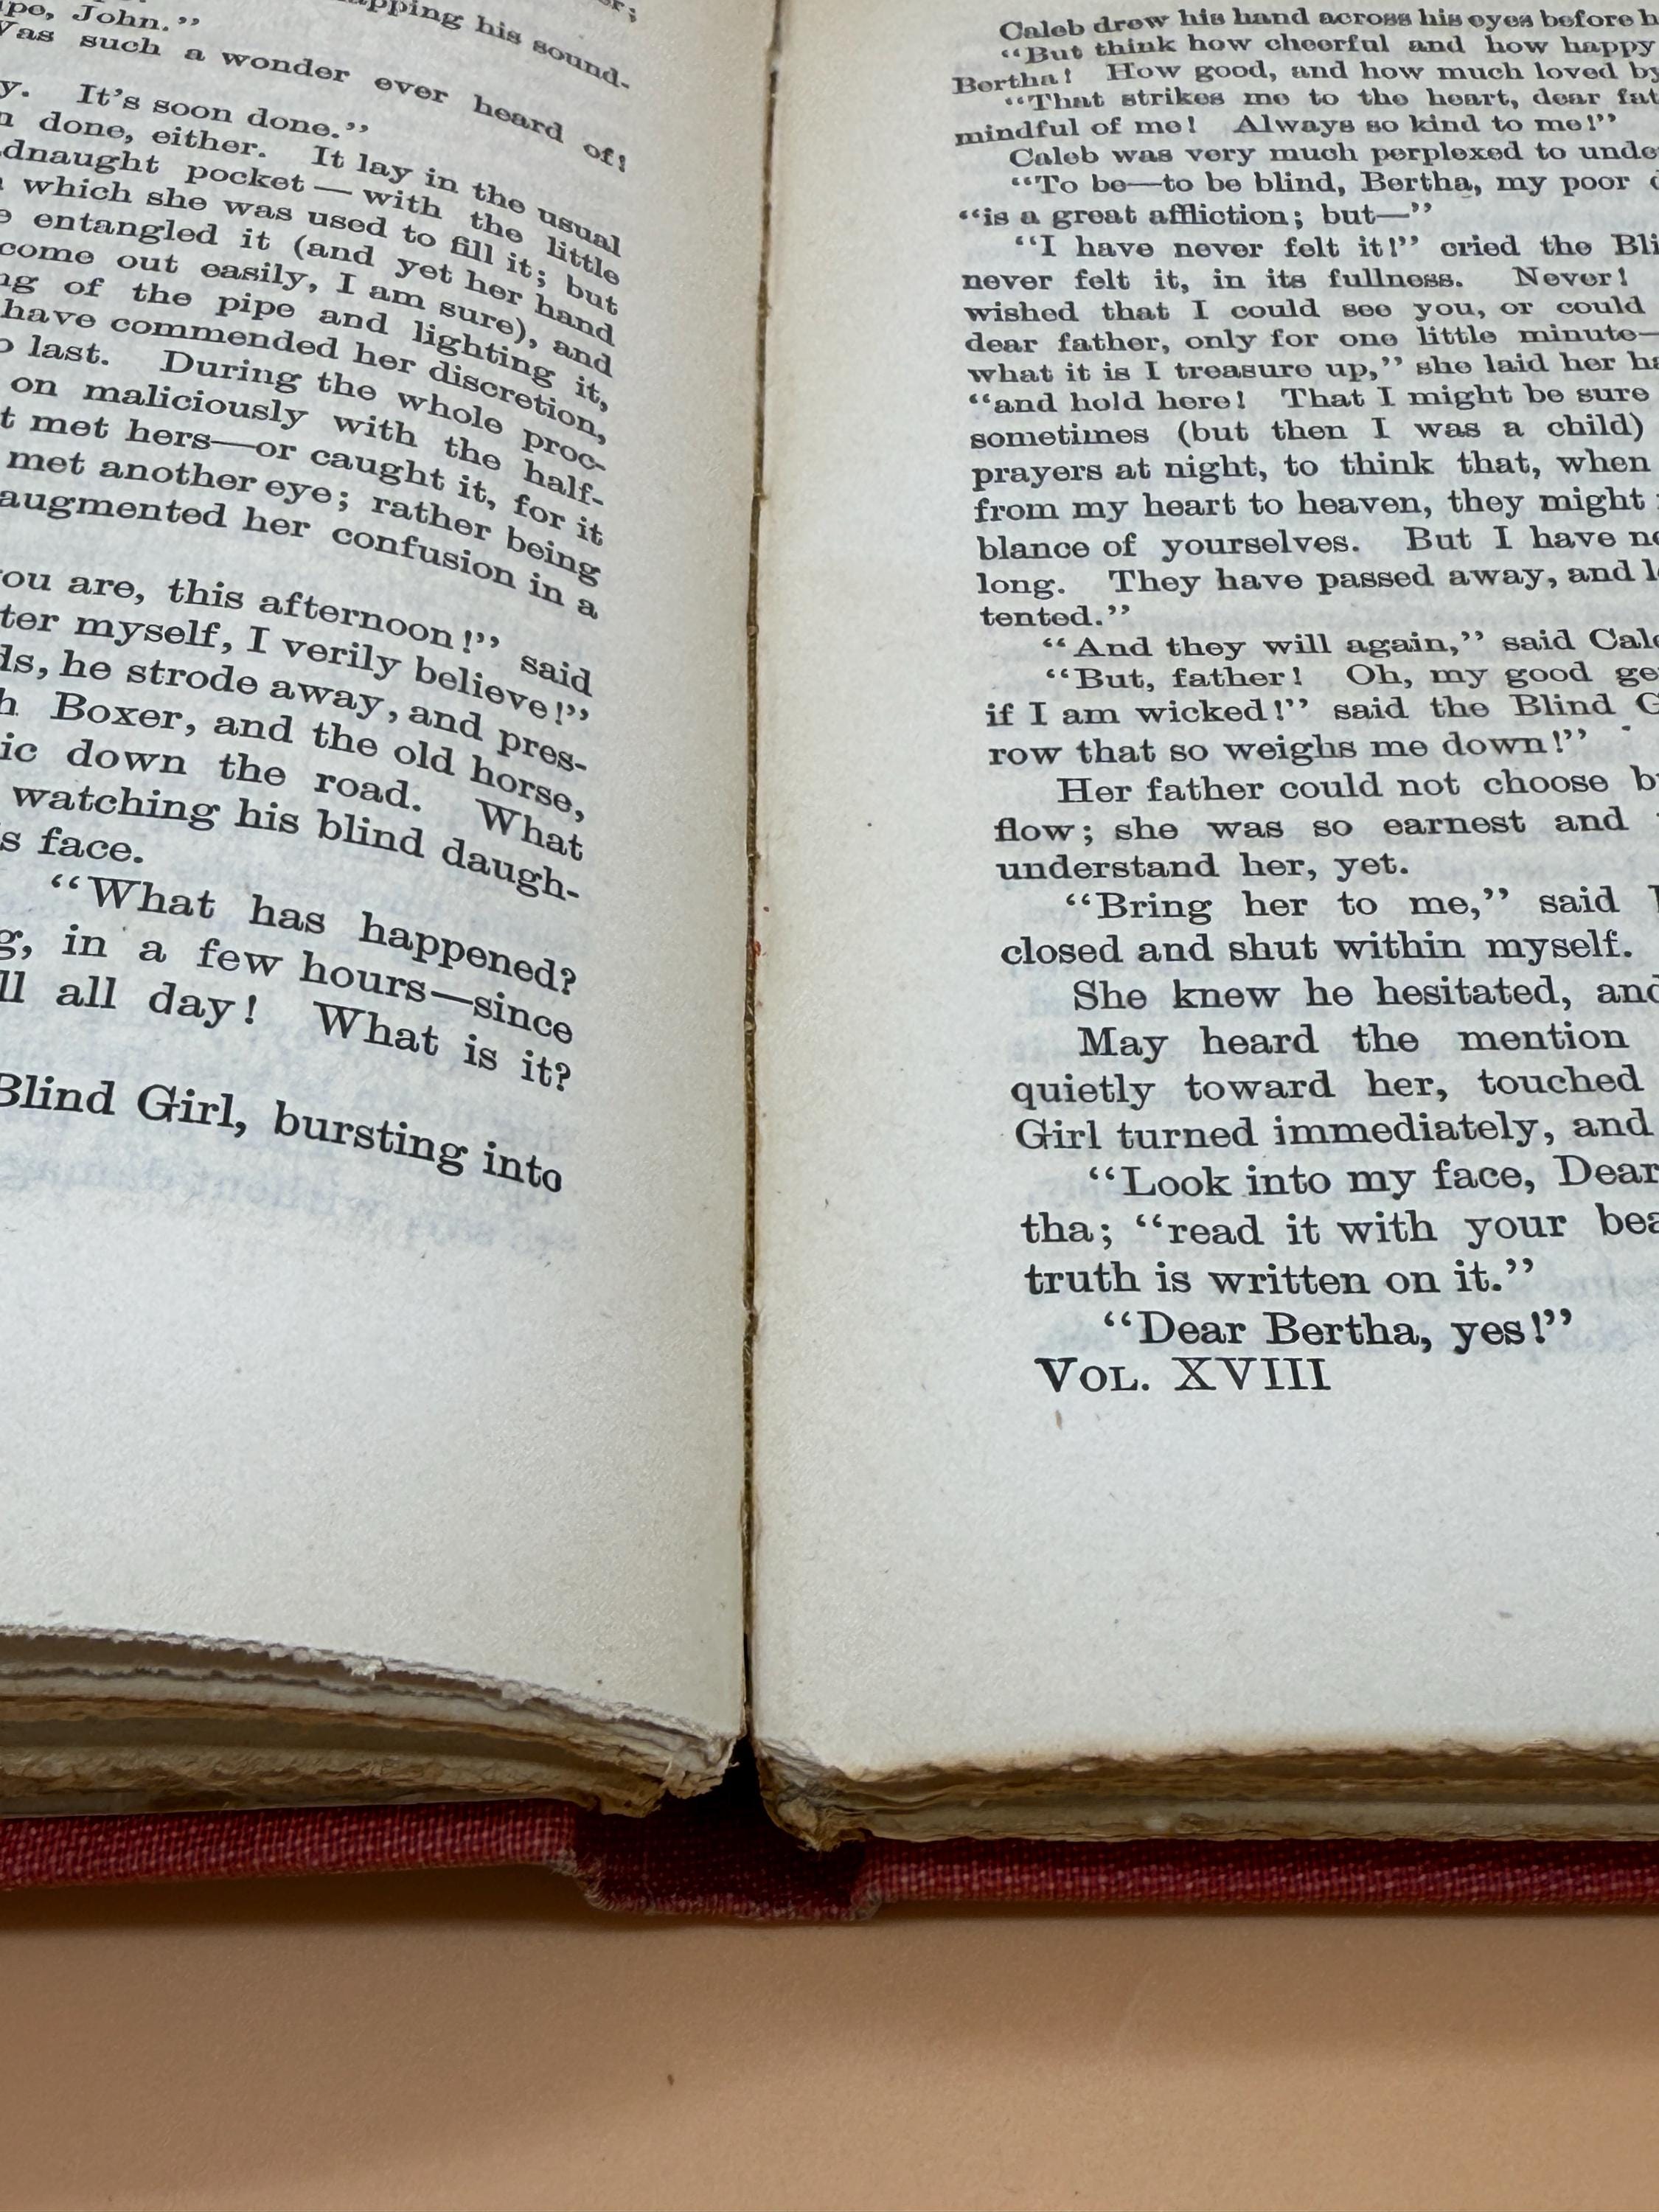 pping his sound-
pe, John.”
Was such a wonder ever heard of!
y. It's soon done.”
n done, either. It lay in the usual
dnaught pocket — with the little
which she was used to fill it; but
e entangled it (and yet her hand
come out easily, I am sure), and
ng of the pipe and lighting it,
have commended her discretion,
o last. During the whole proc-
on maliciously with the half-
t met hers—or caught it, for it
met another eye; rather being
augmented her confusion in a
ou are, this afternoon!” said
ter myself, I verily believe!”
ds, he strode away, and pres-
h Boxer, and the old horse,
ic down the road. What
watching his blind daugh-
s face.
“What has happened?
g, in a few hours—since
ll all day! What is it?
Blind Girl, bursting into
Caleb drew his hand across his eyes before h
“But think how cheerful and how happy
Bertha! How good, and how much loved by
“That strikes me to the heart, dear fat
mindful of me! Always so kind to me!”
Caleb was very much perplexed to unde
“To be—to be blind, Bertha, my poor d
“is a great affliction; but—”
“I have never felt it!” cried the Bli
never felt it, in its fullness. Never!
wished that I could see you, or could
dear father, only for one little minute—
what it is I treasure up,” she laid her ha
“and hold here! That I might be sure
sometimes (but then I was a child)
prayers at night, to think that, when
from my heart to heaven, they might
blance of yourselves. But I have no
long. They have passed away, and l
tented.”
“And they will again,” said Cale
“But, father! Oh, my good ge
if I am wicked!” said the Blind G
row that so weighs me down!”
Her father could not choose b
flow; she was so earnest and
understand her, yet.
“Bring her to me,” said
closed and shut within myself.
She knew he hesitated, and
May heard the mention
quietly toward her, touched
Girl turned immediately, and
“Look into my face, Dear
tha; “read it with your bea
truth is written on it.”
“Dear Bertha, yes!”
VOL. XVIII